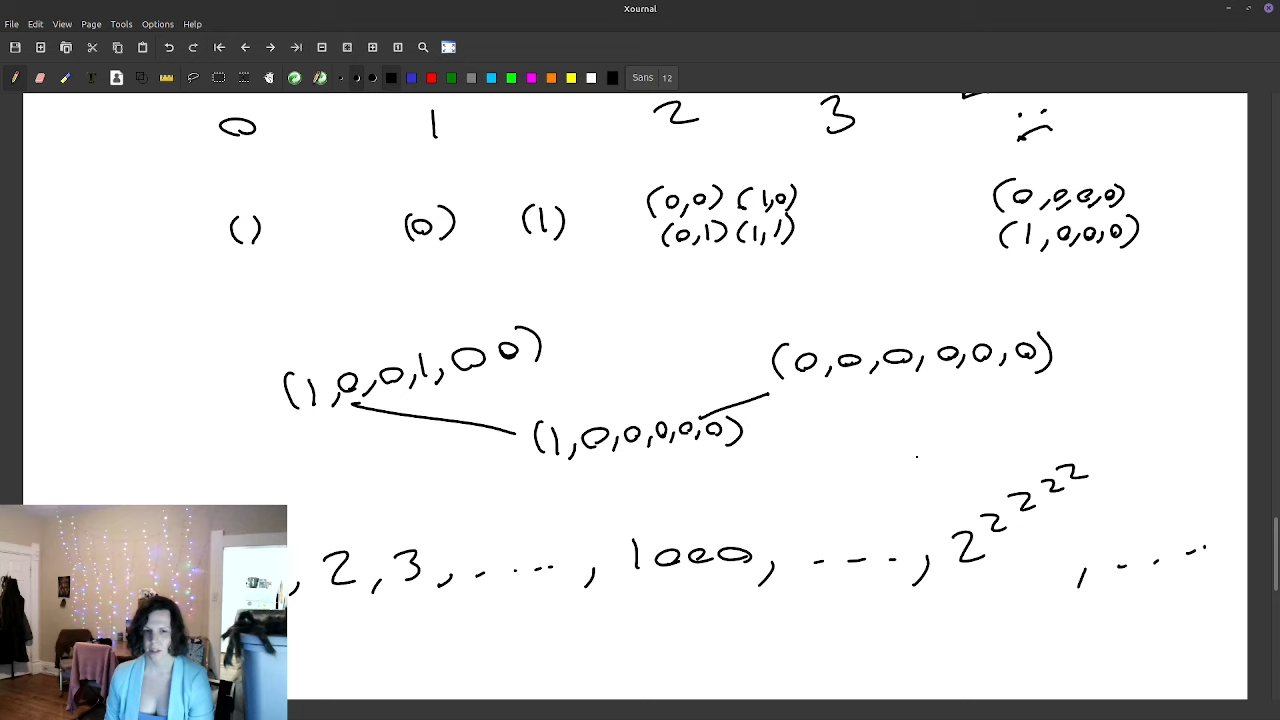 Xournal
File Edit View Page Tools Options Help
Sans 12
0 1 2 3
() (0) (1) (0,0) (1,0) (0,0,0,0)
(0,1) (1,1) (1,0,0,0)
(1,0,0,1,0 0) (0,0,0,0,0,0)
(1,0,0,0,0,0)
, 2, 3, ...., 1000, ----, 2^2^2^2^2, ....